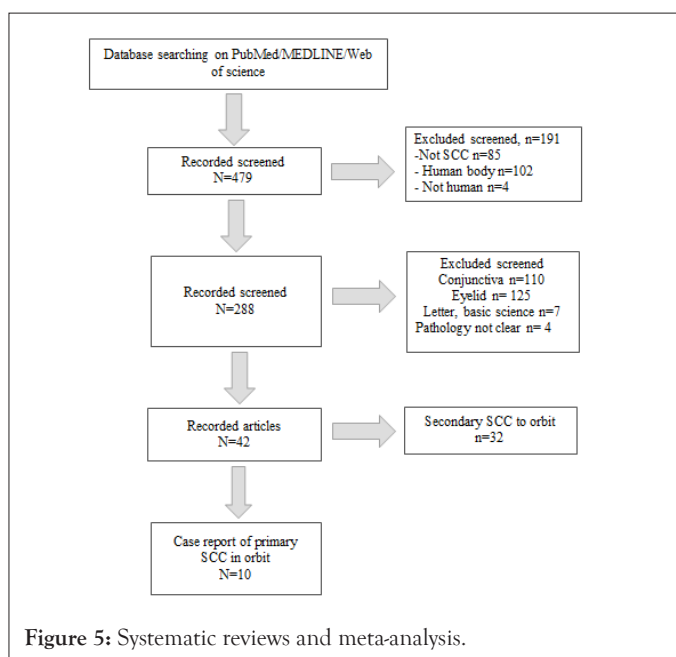 Database searching on PubMed/MEDLINE/Web
of science
Recorded screened
N=479
Excluded screened, n=191
-Not SCC n=85
- Human body n=102
- Not human n=4
Recorded screened
N=288
Excluded screened
Conjunctiva n=110
Eyelid n= 125
Letter, basic science n=7
Pathology not clear n= 4
Recorded articles
N=42
Secondary SCC to orbit
n=32
Case report of primary
SCC in orbit
N=10
Figure 5: Systematic reviews and meta-analysis.